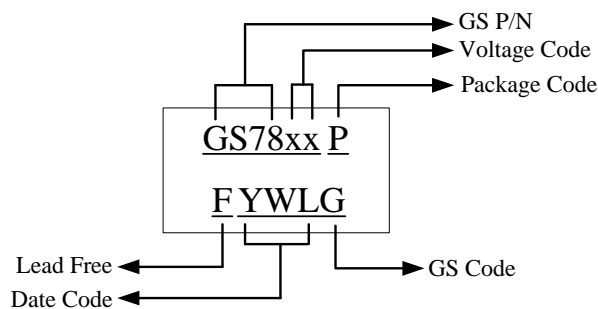 GS P/N
Voltage Code
Package Code
GS78xx P
F YWLG
Lead Free
GS Code
Date Code